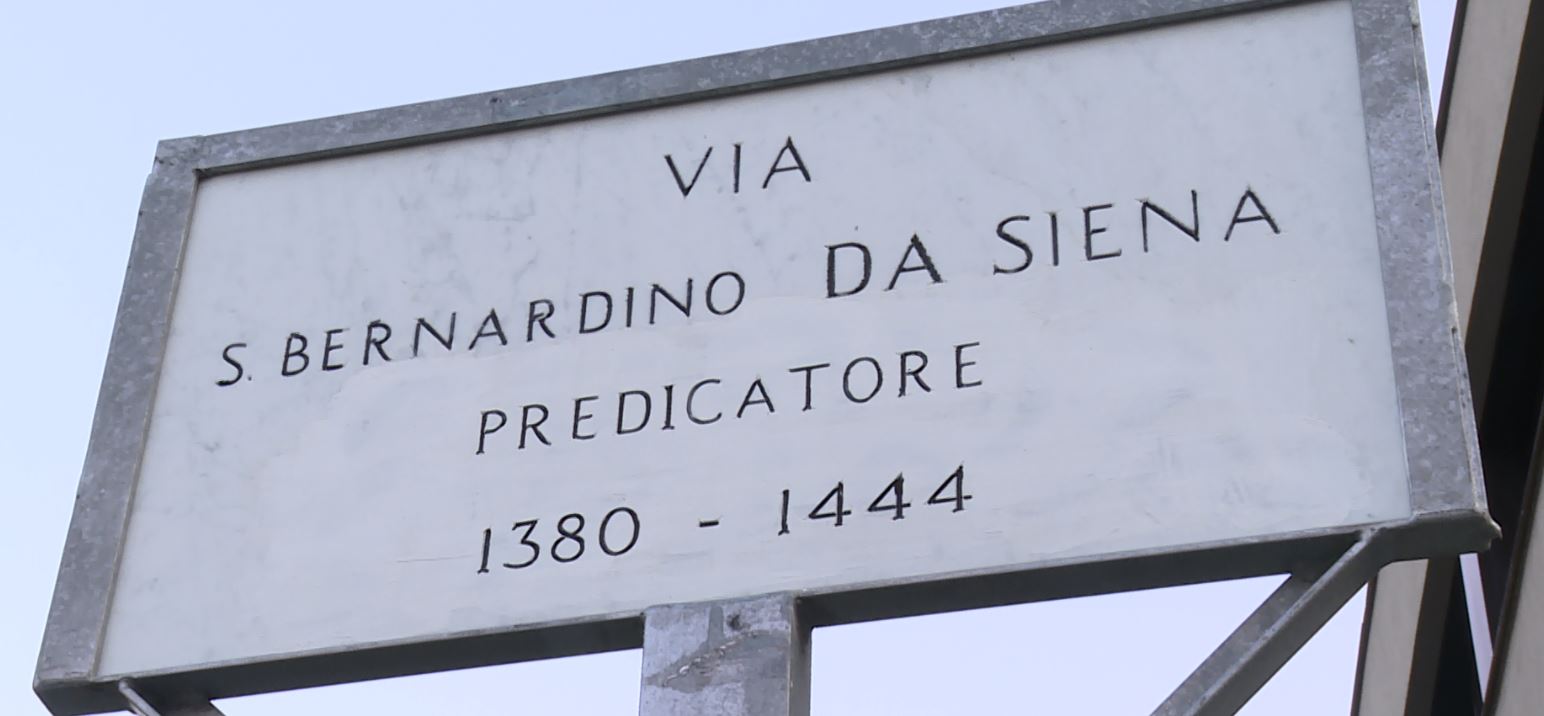 VIA
S. BERNARDINO DA SIENA
PREDICATORE
1380 - 1444